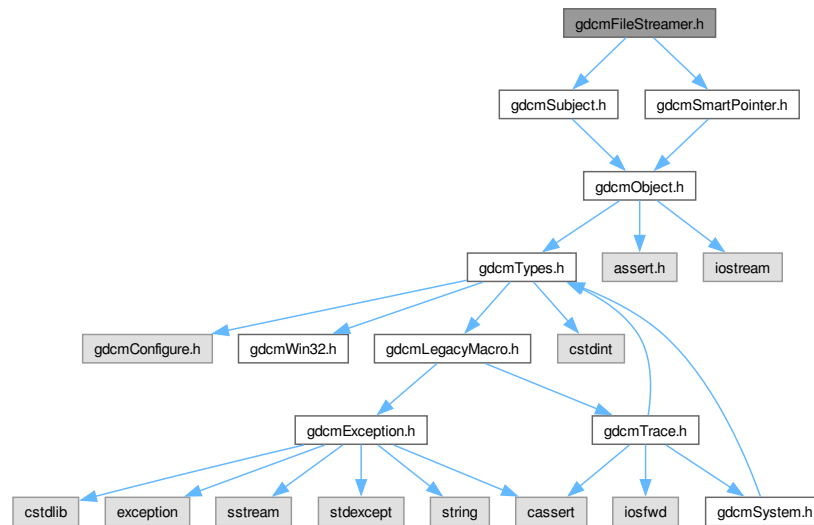 gdcmFileStreamer.h
gdcmSubject.h
gdcmSmartPointer.h
gdcmObject.h
gdcmTypes.h
assert.h
iostream
gdcmConfigure.h
gdcmWin32.h
gdcmLegacyMacro.h
cstdint
gdcmException.h
gdcmTrace.h
cstdlib
exception
sstream
stdexcept
string
cassert
iosfwd
gdcmSystem.h